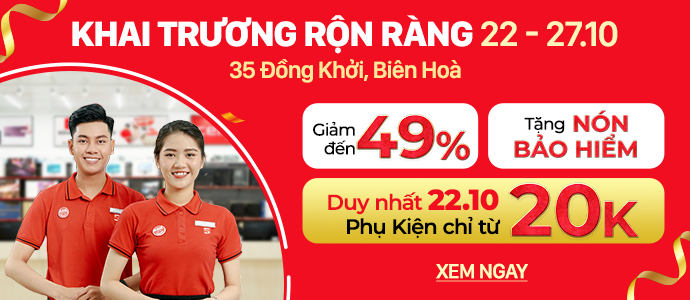 KHAI TRƯƠNG RỘN RÀNG 22 - 27.10
35 Đồng Khởi, Biên Hoà
Giảm đến 49%
Tặng NÓN
BẢO HIỂM
Duy nhất 22.10
Phụ Kiện chỉ từ 20K
XEM NGAY